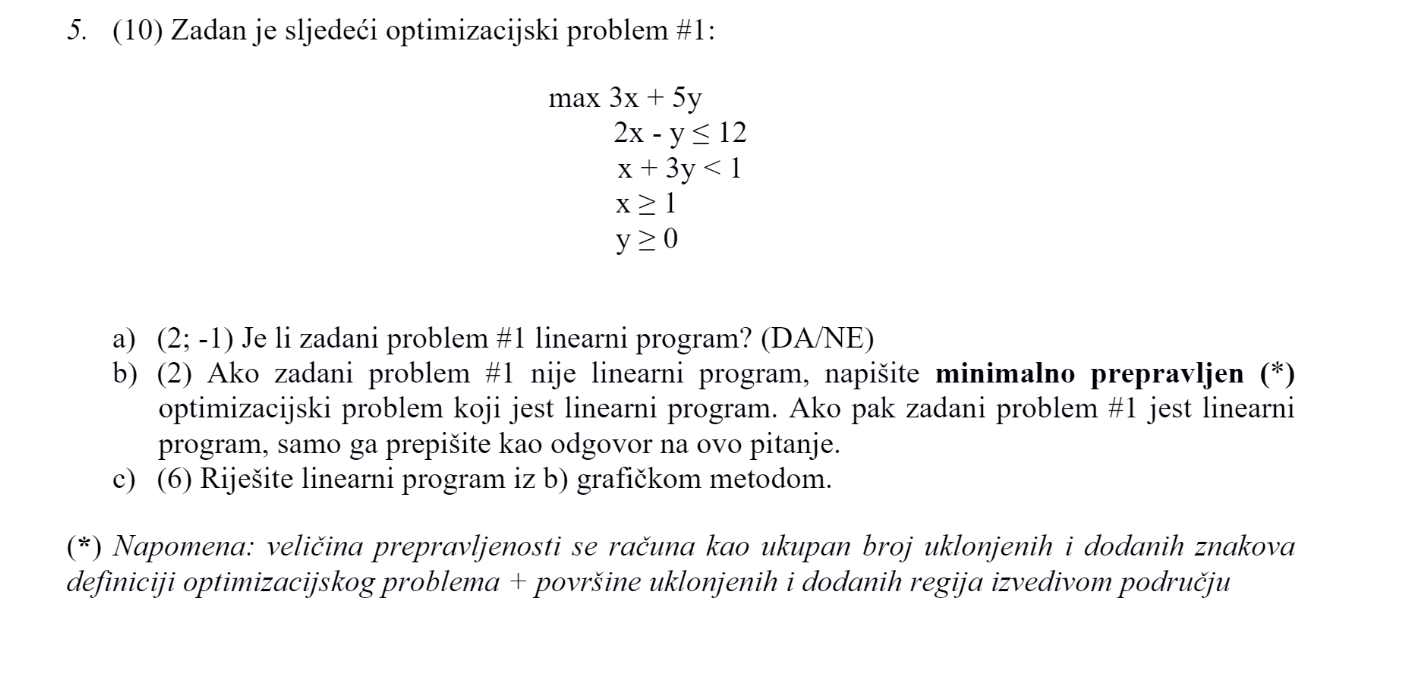 5. (10) Zadan je sljedeći optimizacijski problem #1:
max 3x + 5y
2x - y ≤ 12
x + 3y < 1
x ≥ 1
y ≥ 0
a) (2; -1) Je li zadani problem #1 linearni program? (DA/NE)
b) (2) Ako zadani problem #1 nije linearni program, napišite minimalno prepravljen (*)
optimizacijski problem koji jest linearni program. Ako pak zadani problem #1 jest linearni
program, samo ga prepišite kao odgovor na ovo pitanje.
c) (6) Riješite linearni program iz b) grafičkom metodom.
(*) Napomena: veličina prepravljenosti se računa kao ukupan broj uklonjenih i dodanih znakova
definiciji optimizacijskog problema + površine uklonjenih i dodanih regija izvedivom području